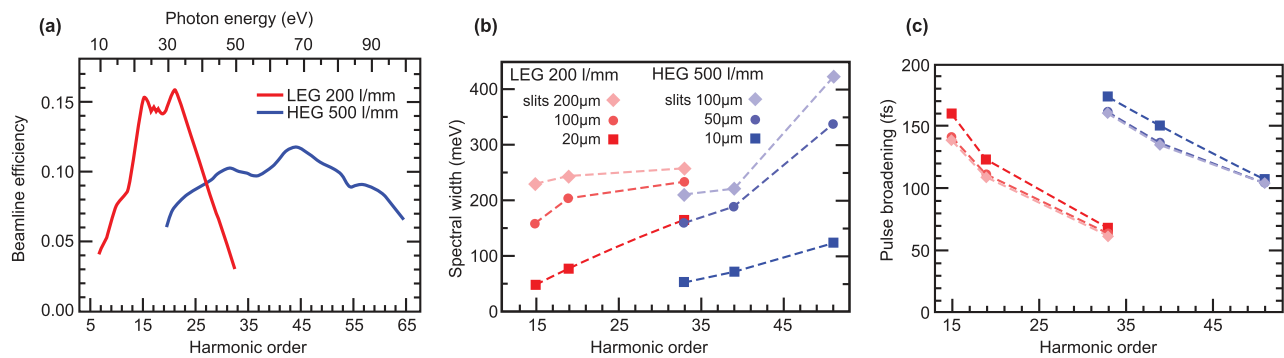 (a)
Photon energy (eV)
10 30 50 70 90
Beamline efficiency
0.15
0.10
0.05
0.00
LEG 200 l/mm
HEG 500 l/mm
5 15 25 35 45 55 65
Harmonic order
(b)
Spectral width (meV)
400
300
200
100
0
LEG 200 l/mm HEG 500 l/mm
slits 200µm slits 100µm
100µm 50µm
20µm 10µm
15 25 35 45
Harmonic order
(c)
Pulse broadening (fs)
200
150
100
50
0
15 25 35 45
Harmonic order